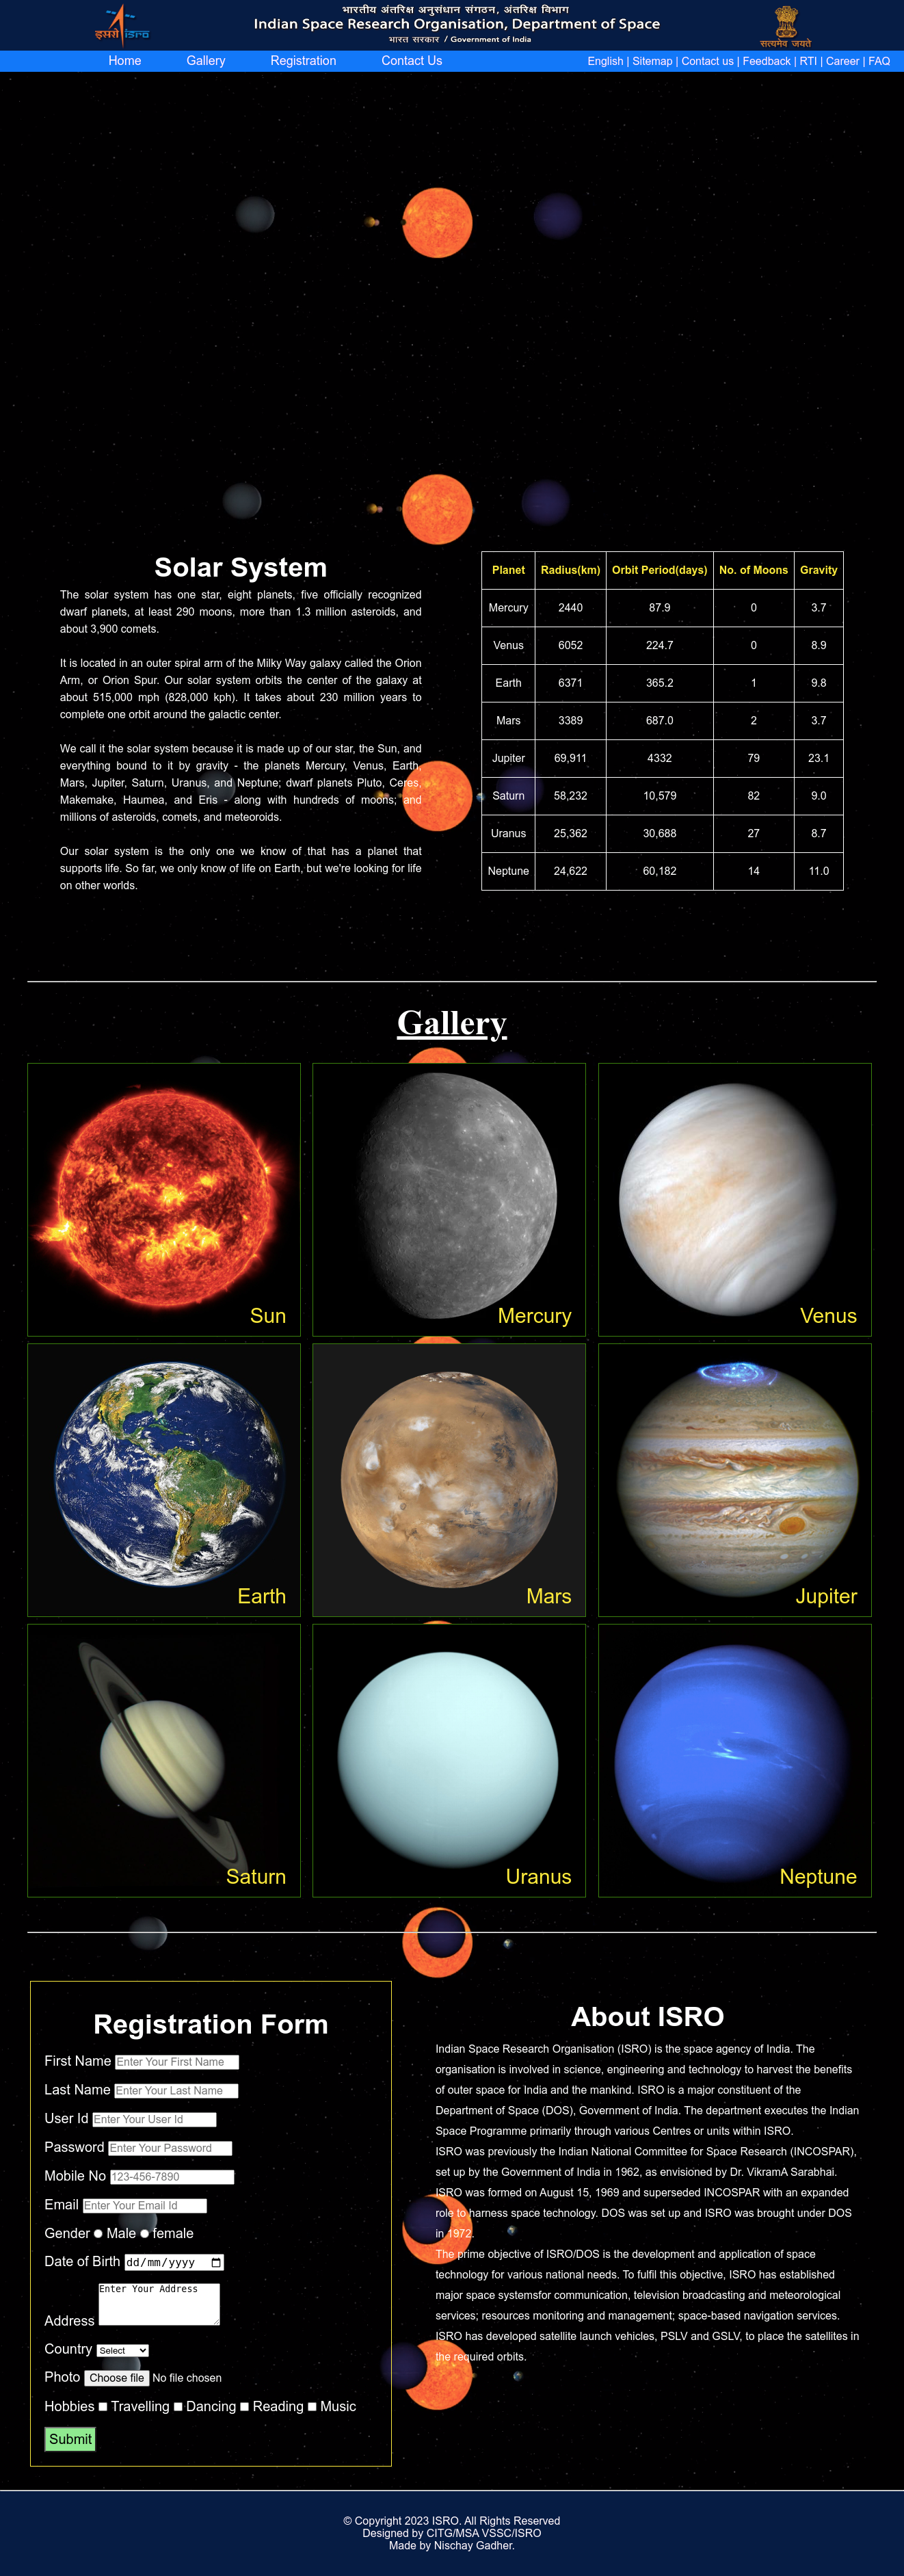 इसरो isro
भारतीय अंतरिक्ष अनुसंधान संगठन, अंतरिक्ष विभाग
Indian Space Research Organisation, Department of Space
भारत सरकार / Government of India
सत्यमेव जयते
Home Gallery Registration Contact Us English | Sitemap | Contact us | Feedback | RTI | Career | FAQ
Solar System
The solar system has one star, eight planets, five officially recognized
dwarf planets, at least 290 moons, more than 1.3 million asteroids, and
about 3,900 comets.
It is located in an outer spiral arm of the Milky Way galaxy called the Orion
Arm, or Orion Spur. Our solar system orbits the center of the galaxy at
about 515,000 mph (828,000 kph). It takes about 230 million years to
complete one orbit around the galactic center.
We call it the solar system because it is made up of our star, the Sun, and
everything bound to it by gravity - the planets Mercury, Venus, Earth,
Mars, Jupiter, Saturn, Uranus, and Neptune; dwarf planets Pluto, Ceres,
Makemake, Haumea, and Eris - along with hundreds of moons; and
millions of asteroids, comets, and meteoroids.
Our solar system is the only one we know of that has a planet that
supports life. So far, we only know of life on Earth, but we're looking for life
on other worlds.
Planet Radius(km) Orbit Period(days) No. of Moons Gravity
Mercury 2440 87.9 0 3.7
Venus 6052 224.7 0 8.9
Earth 6371 365.2 1 9.8
Mars 3389 687.0 2 3.7
Jupiter 69,911 4332 79 23.1
Saturn 58,232 10,579 82 9.0
Uranus 25,362 30,688 27 8.7
Neptune 24,622 60,182 14 11.0
Gallery
Sun Mercury Venus
Earth Mars Jupiter
Saturn Uranus Neptune
Registration Form
First Name Enter Your First Name
Last Name Enter Your Last Name
User Id Enter Your User Id
Password Enter Your Password
Mobile No 123-456-7890
Email Enter Your Email Id
Gender Male female
Date of Birth dd/mm/yyyy
Address Enter Your Address
Country Select
Photo Choose file No file chosen
Hobbies Travelling Dancing Reading Music
Submit
About ISRO
Indian Space Research Organisation (ISRO) is the space agency of India. The
organisation is involved in science, engineering and technology to harvest the benefits
of outer space for India and the mankind. ISRO is a major constituent of the
Department of Space (DOS), Government of India. The department executes the Indian
Space Programme primarily through various Centres or units within ISRO.
ISRO was previously the Indian National Committee for Space Research (INCOSPAR),
set up by the Government of India in 1962, as envisioned by Dr. VikramA Sarabhai.
ISRO was formed on August 15, 1969 and superseded INCOSPAR with an expanded
role to harness space technology. DOS was set up and ISRO was brought under DOS
in 1972.
The prime objective of ISRO/DOS is the development and application of space
technology for various national needs. To fulfil this objective, ISRO has established
major space systemsfor communication, television broadcasting and meteorological
services; resources monitoring and management; space-based navigation services.
ISRO has developed satellite launch vehicles, PSLV and GSLV, to place the satellites in
the required orbits.
© Copyright 2023 ISRO. All Rights Reserved
Designed by CITG/MSA VSSC/ISRO
Made by Nischay Gadher.